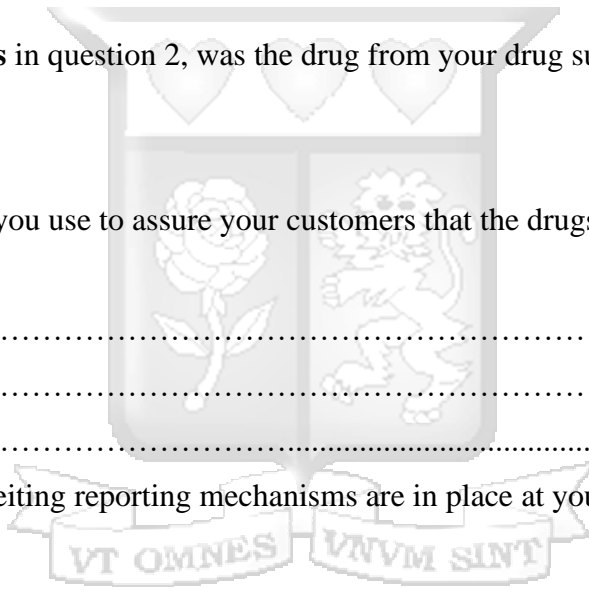 s in question 2, was the drug from your drug su
you use to assure your customers that the drugs
……………………………………………………………
……………………………………………………………
……………………………...................................
eiting reporting mechanisms are in place at you
VT OMNES VNVM SINT